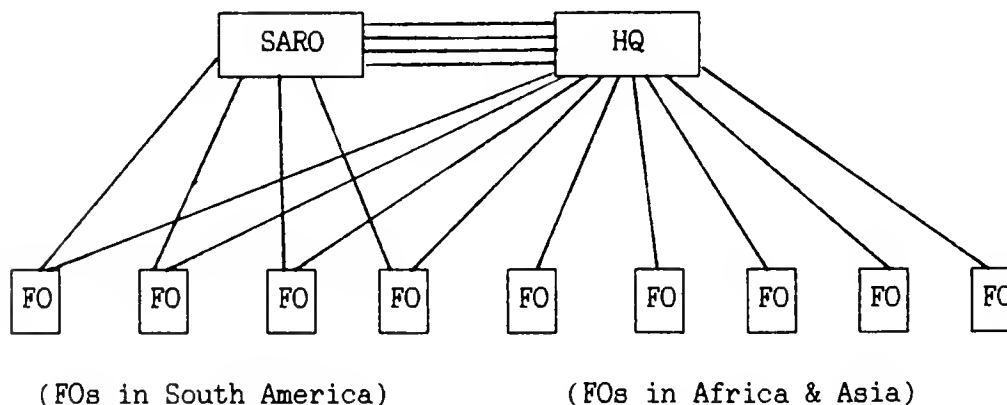 SARO HQ
FO FO FO FO FO FO FO FO FO
(FOs in South America) (FOs in Africa & Asia)